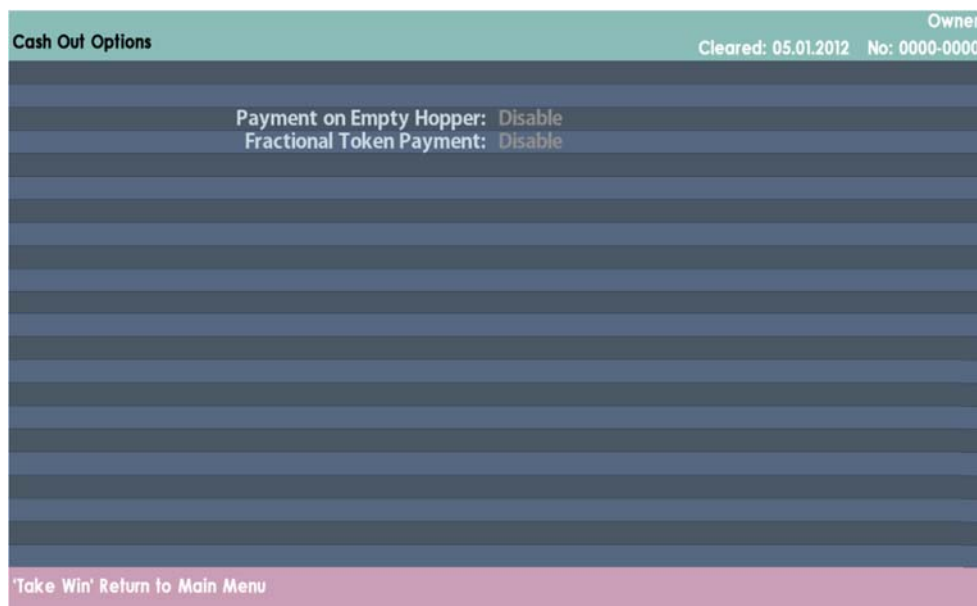 Owner
Cash Out Options
Cleared: 05.01.2012 No: 0000-0000
Payment on Empty Hopper: Disable
Fractional Token Payment: Disable
'Take Win' Return to Main Menu